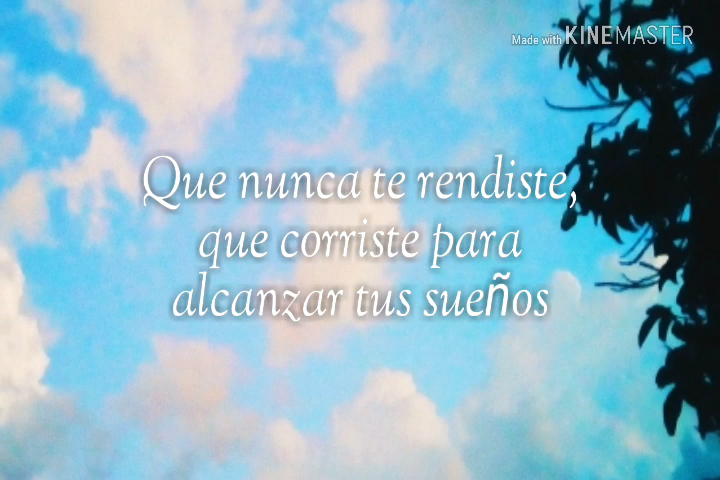 Made with KINEMASTER
Que nunca te rendiste,
que corriste para
alcanzar tus sueños